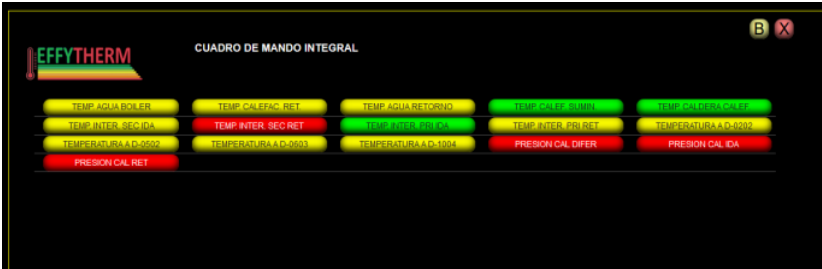 B X
EFFYTHERM CUADRO DE MANDO INTEGRAL
TEMP. AGUA BOILER TEMP. CALEFAC. RET. TEMP. AGUA RETORNO TEMP. CALEF. SUMIN. TEMP. CALDERA CALEF.
TEMP. INTER. SEC IDA TEMP. INTER. SEC RET TEMP. INTER. PRI IDA TEMP. INTER. PRI RET TEMPERATURA A D-0202
TEMPERATURA A D-0502 TEMPERATURA A D-0603 TEMPERATURA A D-1004 PRESION CAL DIFER PRESION CAL IDA
PRESION CAL RET